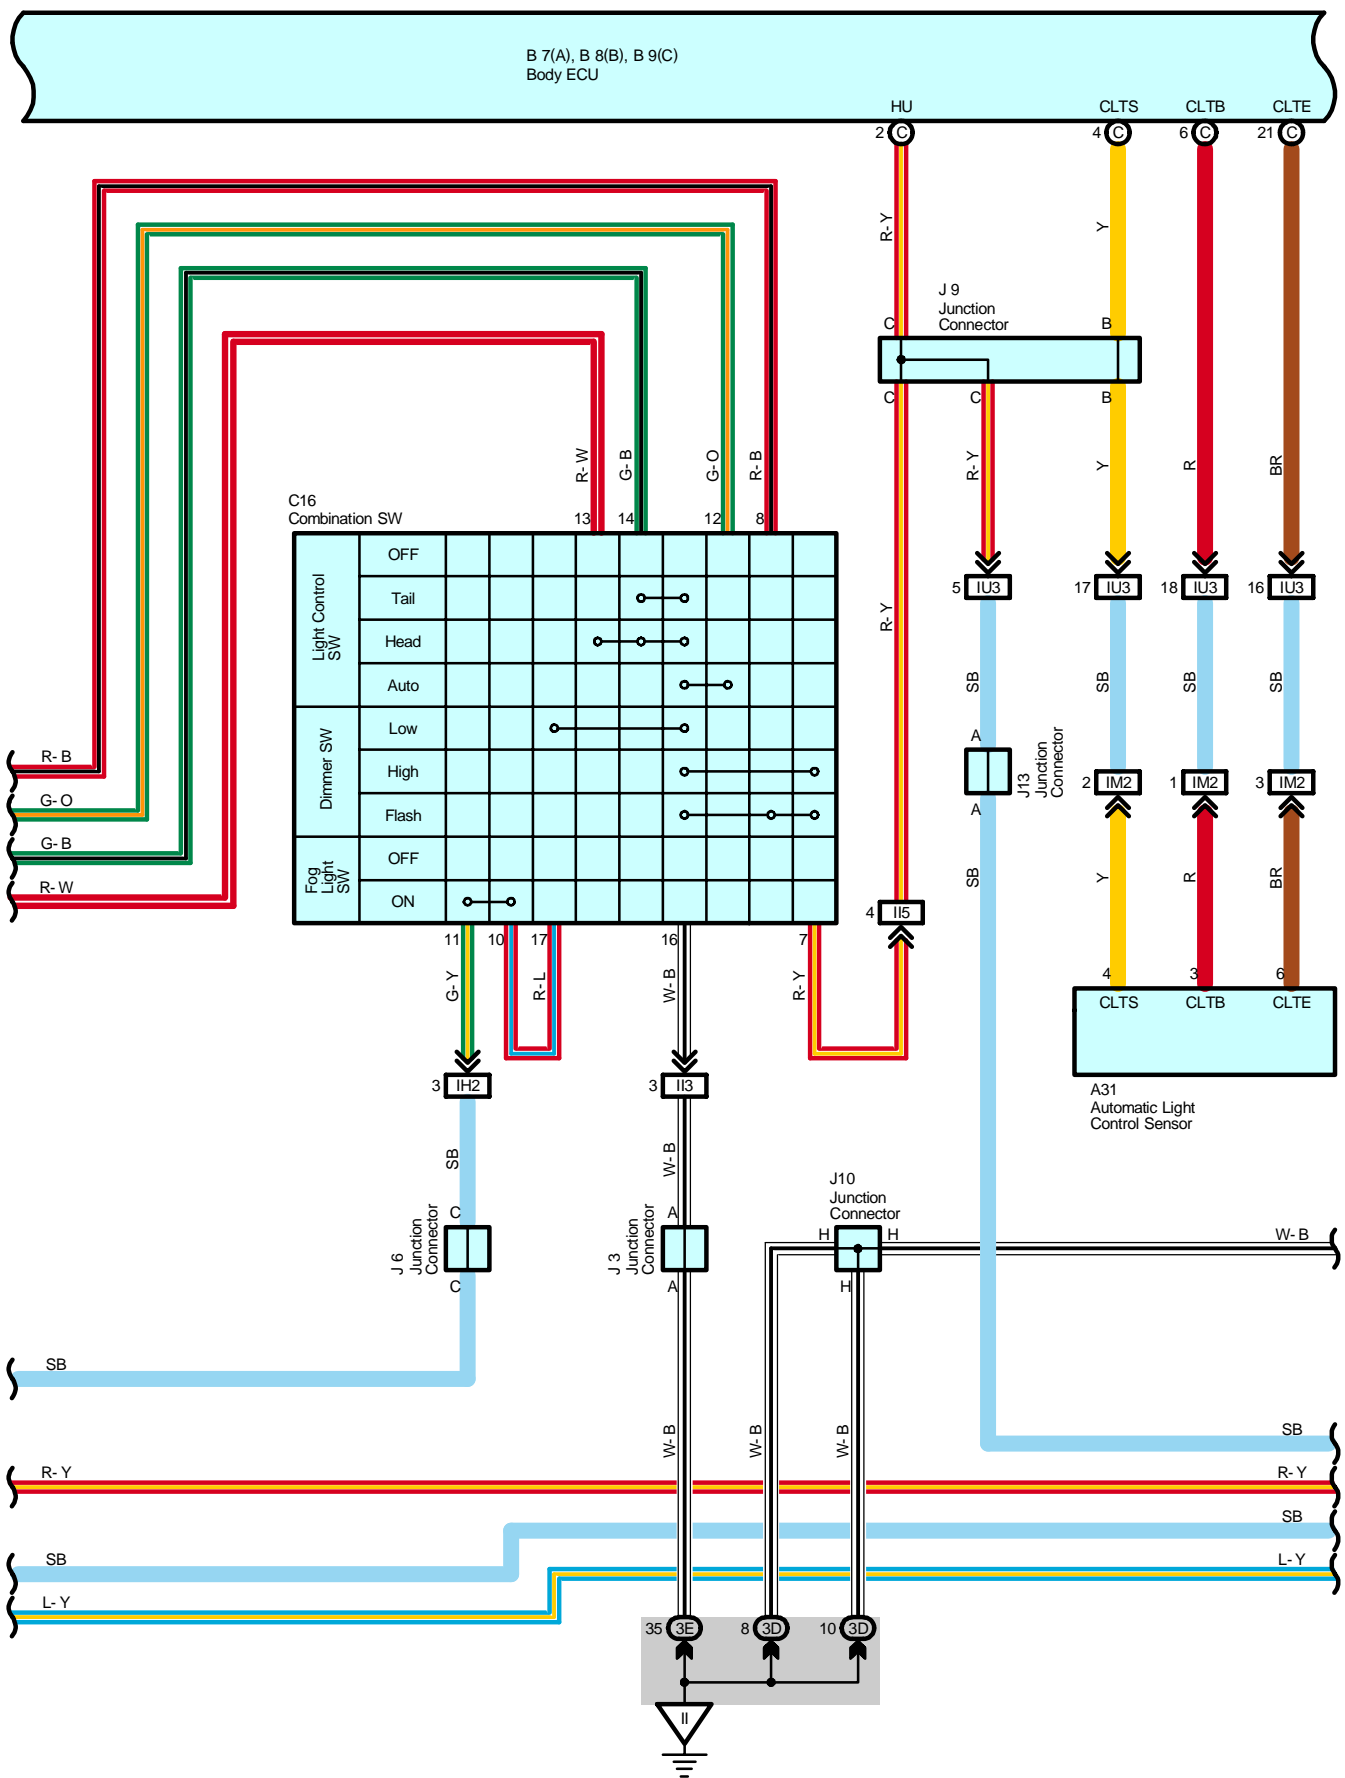 B 7(A), B 8(B), B 9(C)
Body ECU
HU CLTS CLTB CLTE
2 C 4 C 6 C 21 C
R- Y Y
J 9
Junction
Connector
C B
C C B
R- W G- B G- O R- B
R- Y Y R BR
C16
Combination SW
13 14 12 8
Light Control
SW
OFF
Tail
Head
Auto
Dimmer SW
Low
High
Flash
Fog
Light
SW
OFF
ON
5 IU3 17 IU3 18 IU3 16 IU3
R- Y
SB SB SB SB
R- B
G- O
G- B
R- W
A
J13
Junction
Connector
A
2 IM2 1 IM2 3 IM2
SB Y R BR
4 II5
11 10 17 16 7
G- Y R- L W- B R- Y
4 3 6
CLTS CLTB CLTE
A31
Automatic Light
Control Sensor
3 IH2 3 II3
SB W- B
J 6
Junction
Connector
C
C
J 3
Junction
Connector
A
A
J10
Junction
Connector
H H
H
W- B
SB
W- B W- B W- B
SB
R- Y R- Y
SB
SB
L- Y
L- Y
35 3E 8 3D 10 3D
II